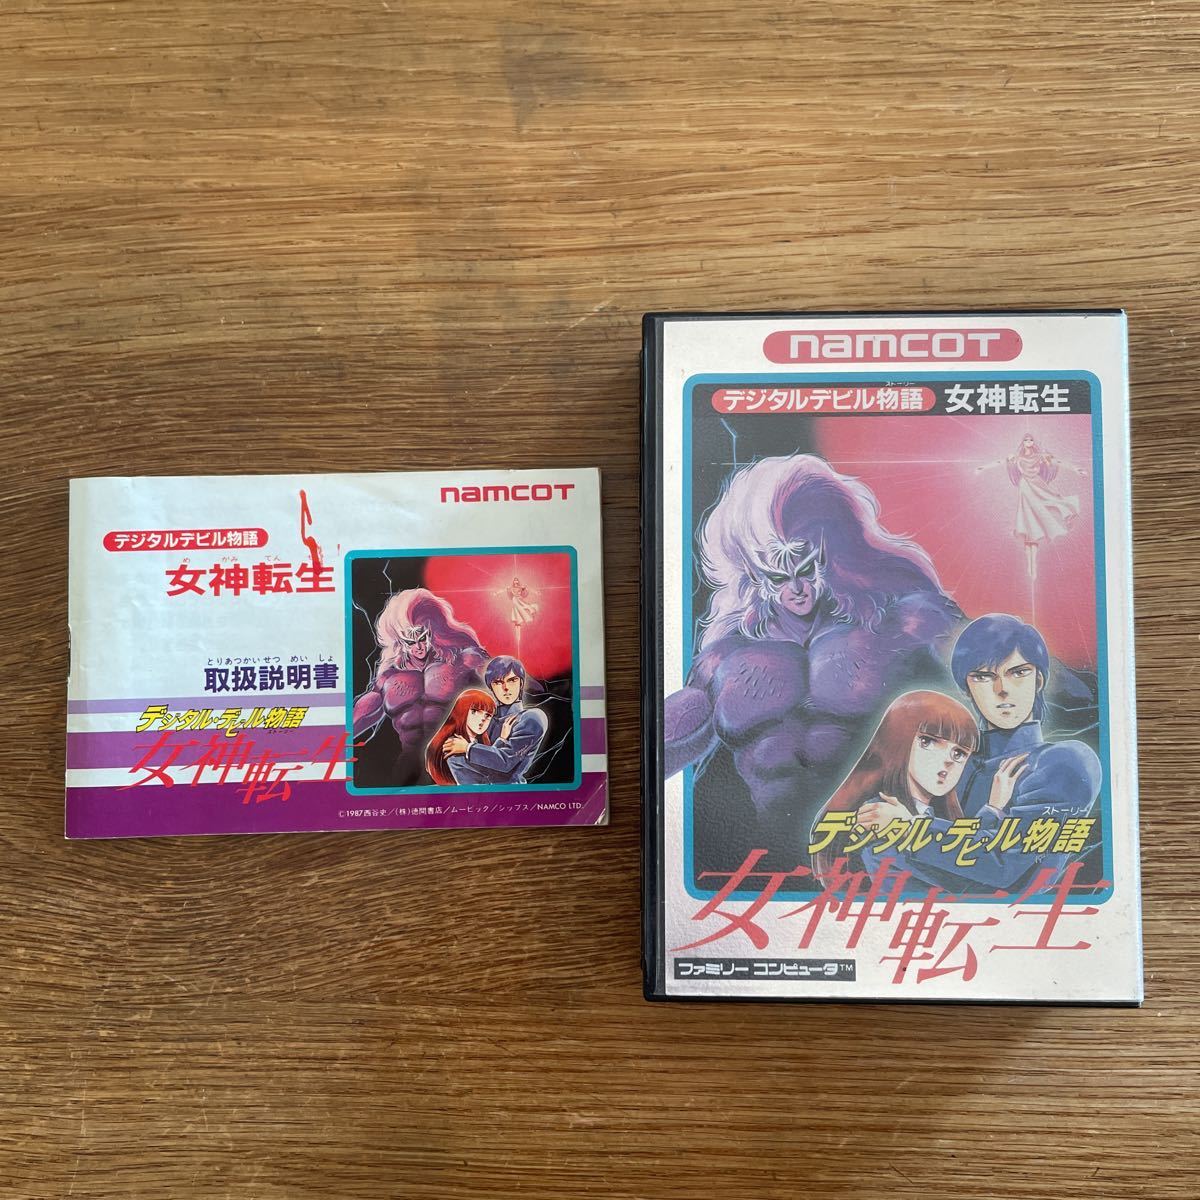 namcoT
デジタルデビル物語
め がみ てん
女神転生
とりあつかいせつ めい しょ
取扱説明書
デジタル・デビル物語
ストーリー
女神転生
©1987西谷史/(株)徳間書店/ムービック/シップス/NAMCO LTD.
namcoT
ストーリー
デジタルデビル物語 女神転生
ストーリー
デジタル・デビル物語
女神転生
ファミリー コンピュータ™